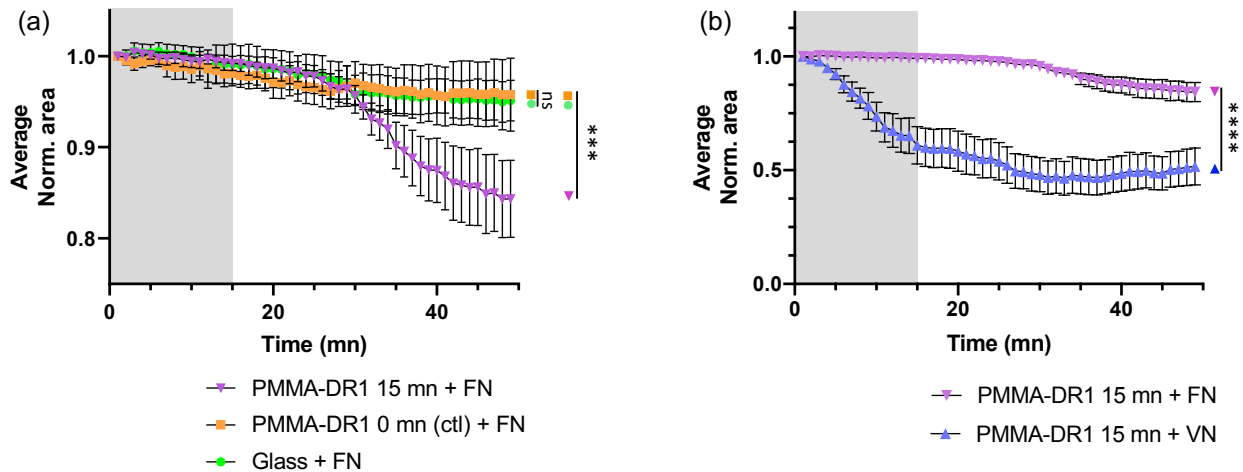 (a)
1.0
0.9
0.8
Average
Norm. area
0
20
40
Time (mn)
ns
***
PMMA-DR1 15 mn + FN
PMMA-DR1 0 mn (ctl) + FN
Glass + FN
(b)
1.0
0.5
0.0
Average
Norm. area
0
20
40
Time (mn)
****
PMMA-DR1 15 mn + FN
PMMA-DR1 15 mn + VN